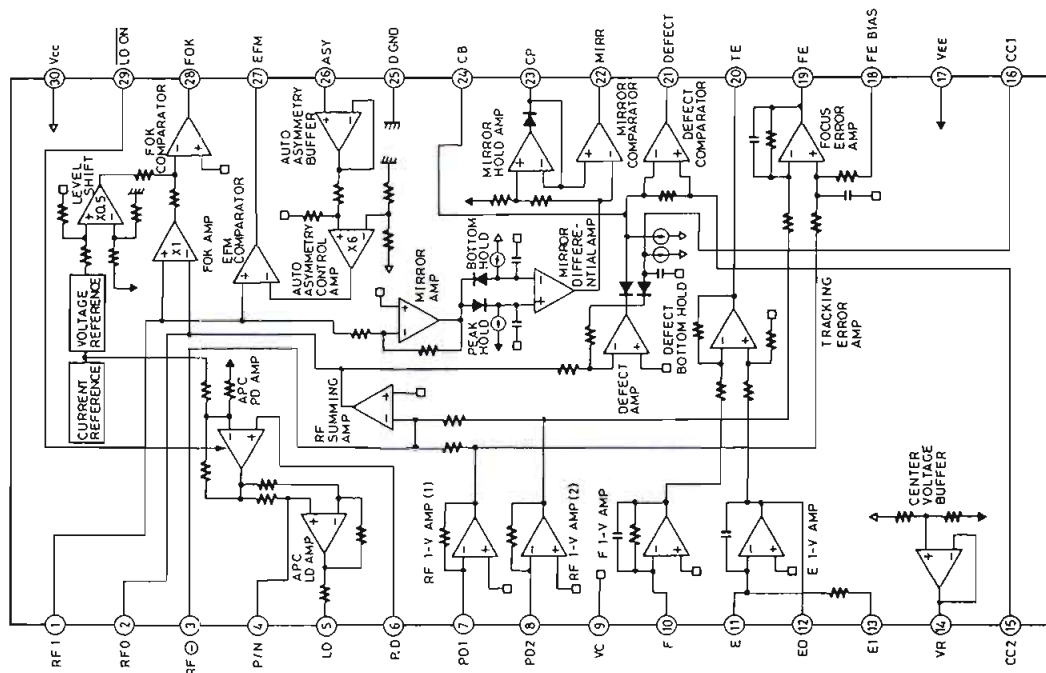 30 Vcc
29 LD ON
28 FOK
27 EFM
26 ASY
25 D GND
24 CB
23 CP
22 MIRR
21 DEFECT
20 TE
19 FE
18 FE BIAS
17 VEE
16 CC1
LEVEL SHIFT
X0.5
FOK COMPARATOR
X1
FOK AMP
EFM COMPARATOR
AUTO ASYMMETRY BUFFER
X6
AUTO ASYMMETRY CONTROL AMP
MIRROR HOLD AMP
MIRROR COMPARATOR
DEFECT COMPARATOR
FOCUS ERROR AMP
VOLTAGE REFERENCE
CURRENT REFERENCE
APC PD AMP
MIRROR AMP
PEAK HOLD
BOTTOM HOLD
MIRROR DIFFERE-NTIAL AMP
DEFECT AMP
DEFECT BOTTOM HOLD
TRACKING ERROR AMP
RF SUMMING AMP
APC LD AMP
RF I-V AMP (1)
RF I-V AMP (2)
F I-V AMP
E I-V AMP
CENTER VOLTAGE BUFFER
RF I 1
RFO 2
RF ⊖ 3
P/N 4
LD 5
P.D 6
PD1 7
PD2 8
VC 9
F 10
E 11
EO 12
EI 13
VR 14
CC2 15